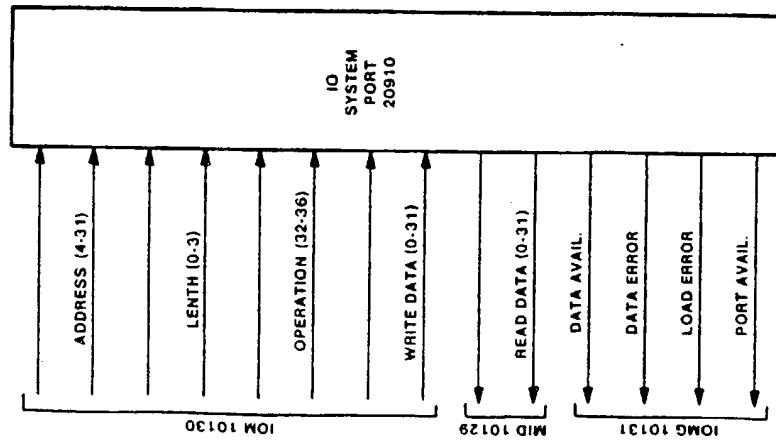 IO
SYSTEM
PORT
20910
ADDRESS (4-31)
LENTH (0-3)
OPERATION (32-36)
WRITE DATA (0-31)
READ DATA (0-31)
DATA AVAIL.
DATA ERROR
LOAD ERROR
PORT AVAIL.
IOM 10130
MID 10129
IOMG 10131